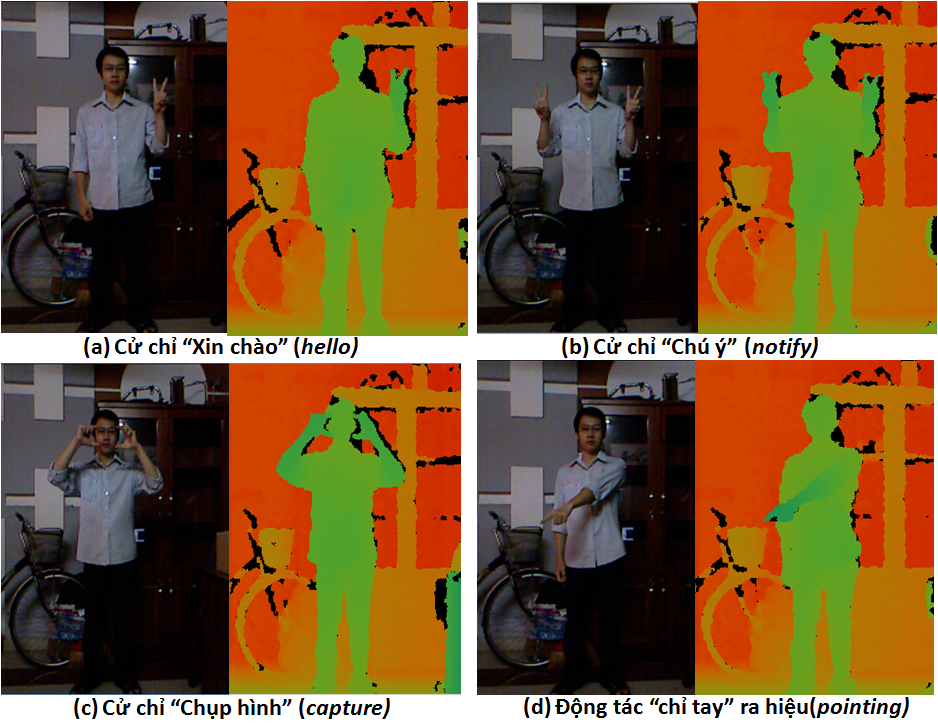 (a) Cử chỉ “Xin chào” (hello)
(b) Cử chỉ “Chú ý” (notify)
(c) Cử chỉ “Chụp hình” (capture)
(d) Động tác “chỉ tay” ra hiệu(pointing)